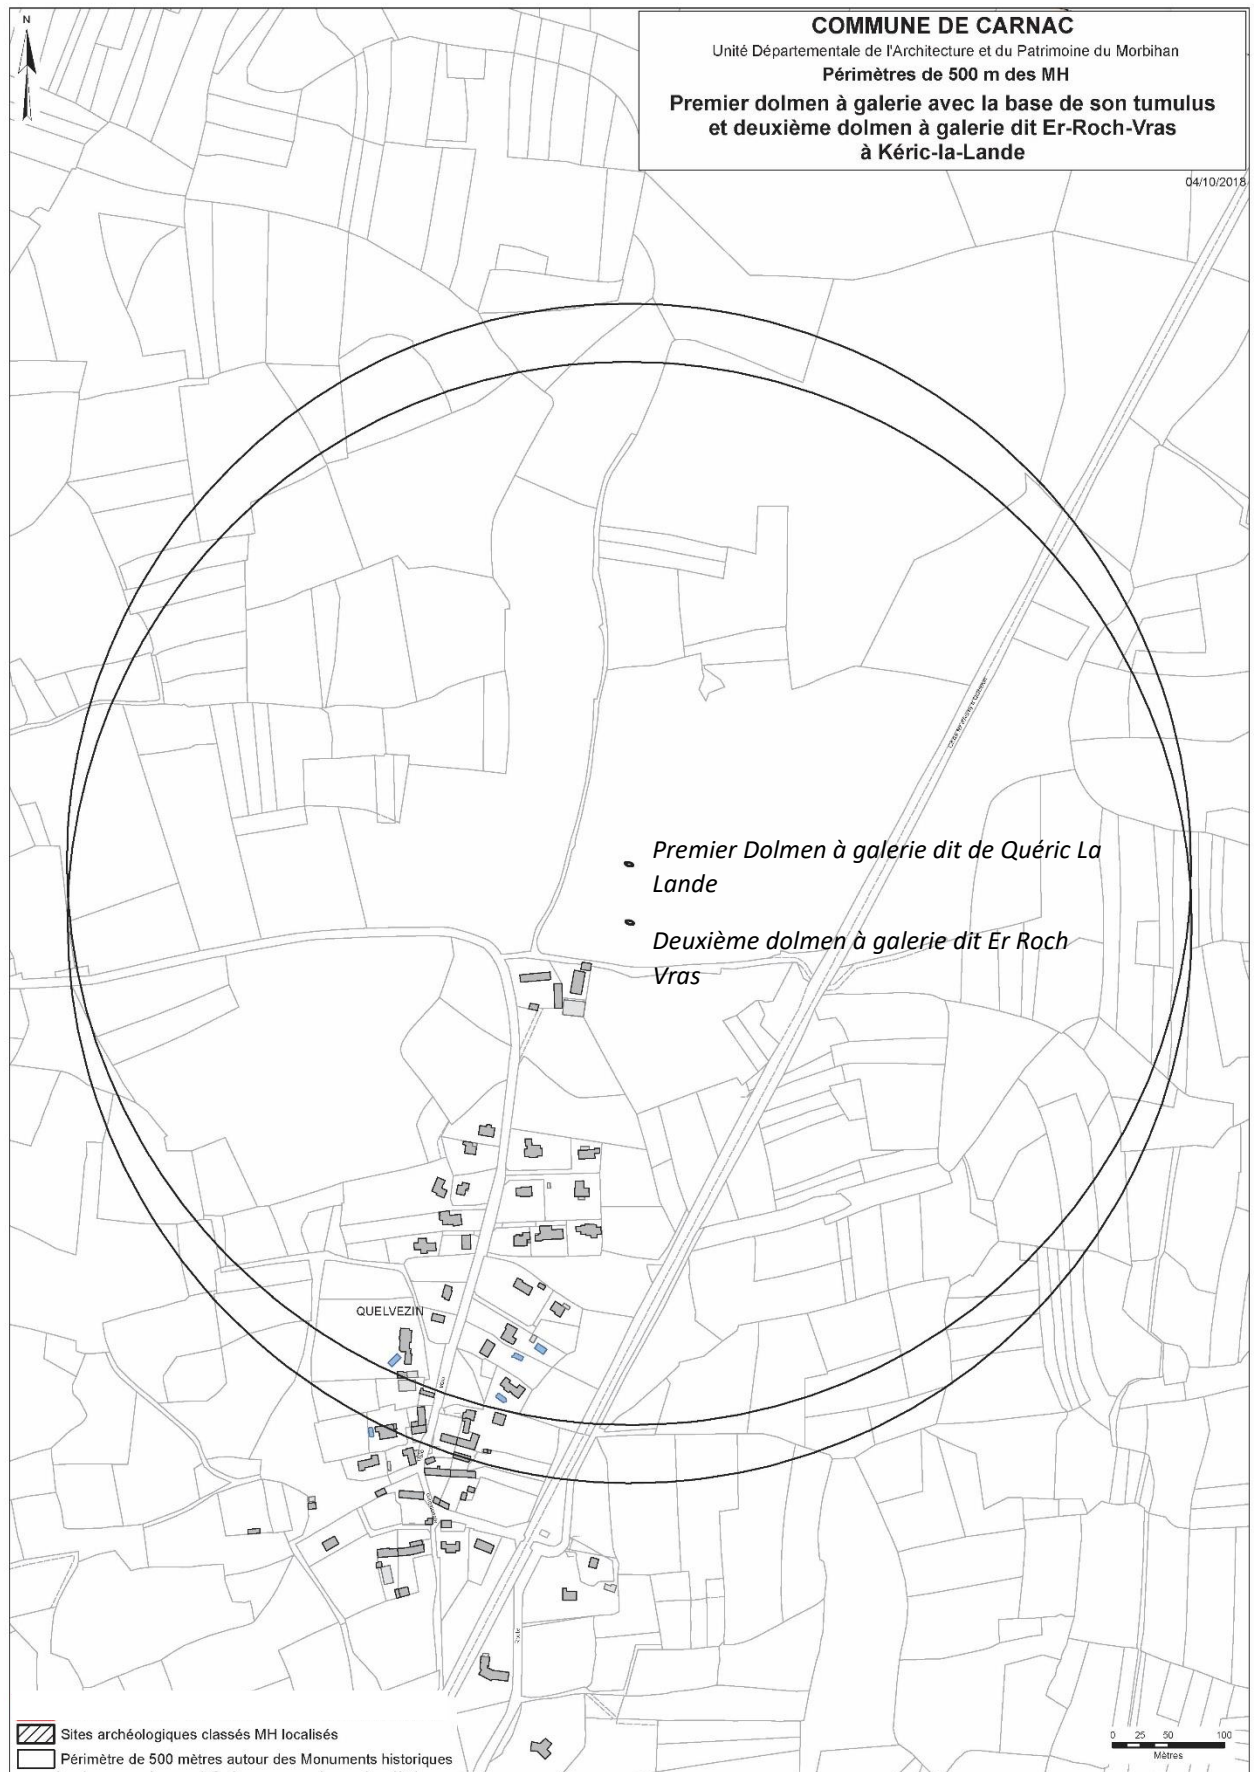 N
COMMUNE DE CARNAC
Unité Départementale de l'Architecture et du Patrimoine du Morbihan
Périmètres de 500 m des MH
Premier dolmen à galerie avec la base de son tumulus
et deuxième dolmen à galerie dit Er-Roch-Vras
à Kéric-la-Lande
04/10/2018
Premier Dolmen à galerie dit de Quéric La
Lande
Deuxième dolmen à galerie dit Er Roch
Vras
QUELVEZIN
Route
Sites archéologiques classés MH localisés
Périmètre de 500 mètres autour des Monuments historiques
0 25 50 100
Mètres